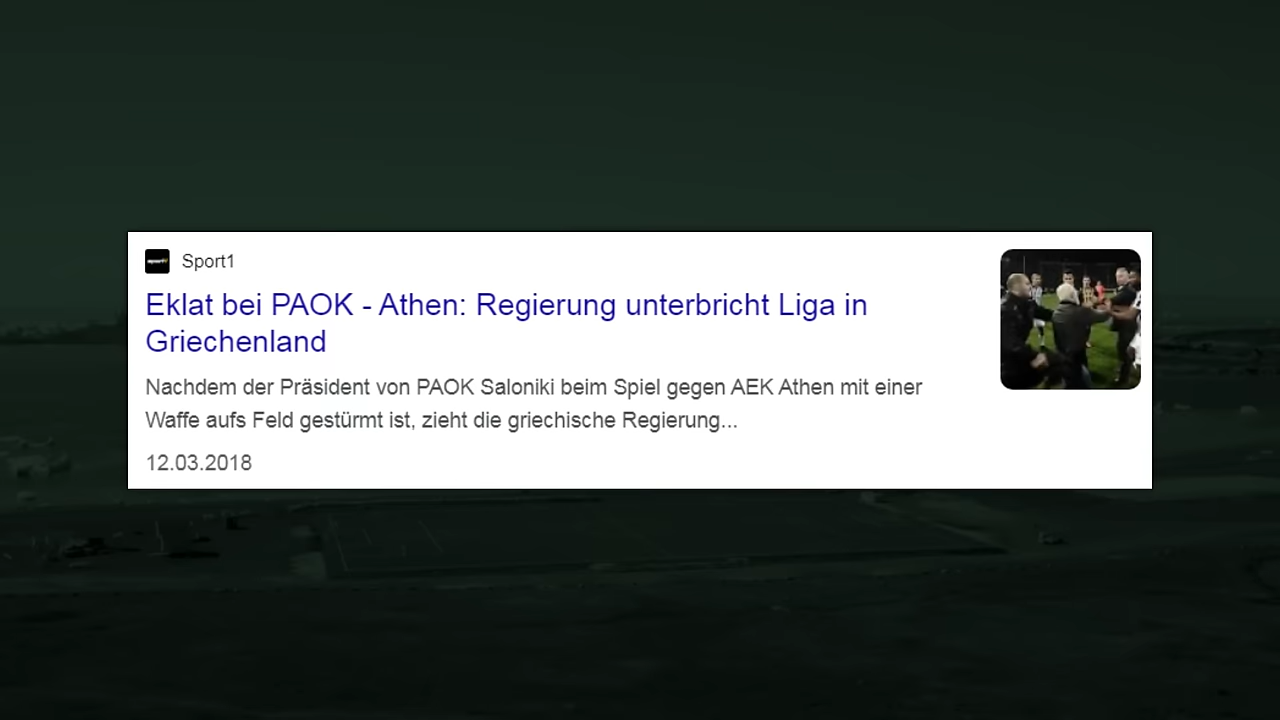 Sport1
Eklat bei PAOK - Athen: Regierung unterbricht Liga in
Griechenland
Nachdem der Präsident von PAOK Saloniki beim Spiel gegen AEK Athen mit einer
Waffe aufs Feld gestürmt ist, zieht die griechische Regierung...
12.03.2018